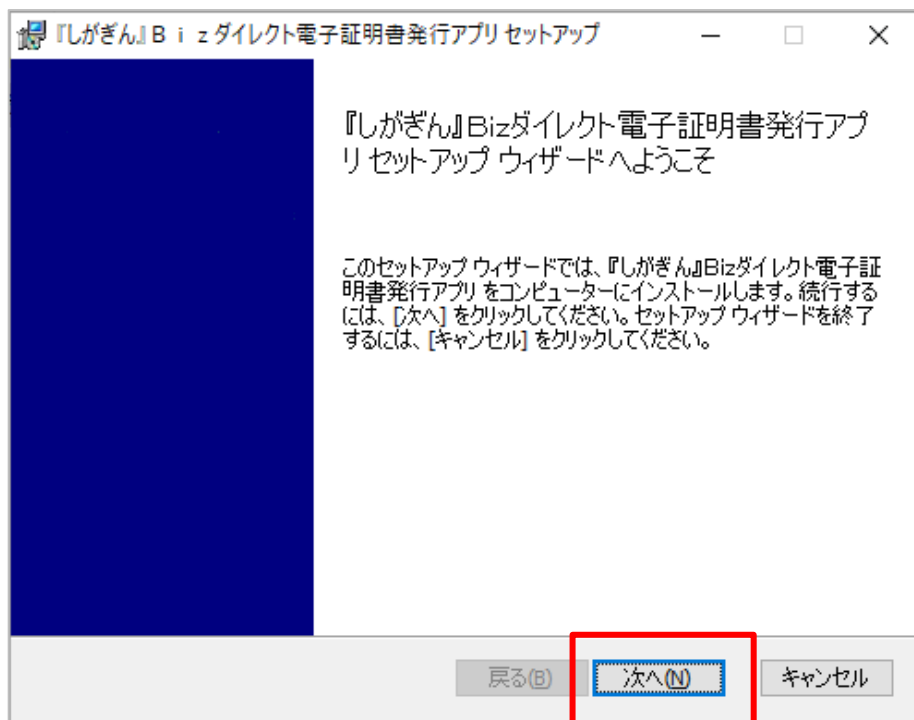 『しがぎん』Ｂｉｚダイレクト電子証明書発行アプリ セットアップ
『しがぎん』Bizダイレクト電子証明書発行アプ
リ セットアップ ウィザードへようこそ
このセットアップ ウィザードでは、『しがぎん』Bizダイレクト電子証
明書発行アプリ をコンピューターにインストールします。続行する
には、[次へ] をクリックしてください。セットアップ ウィザードを終了
するには、[キャンセル] をクリックしてください。
戻る(B) 次へ(N) キャンセル